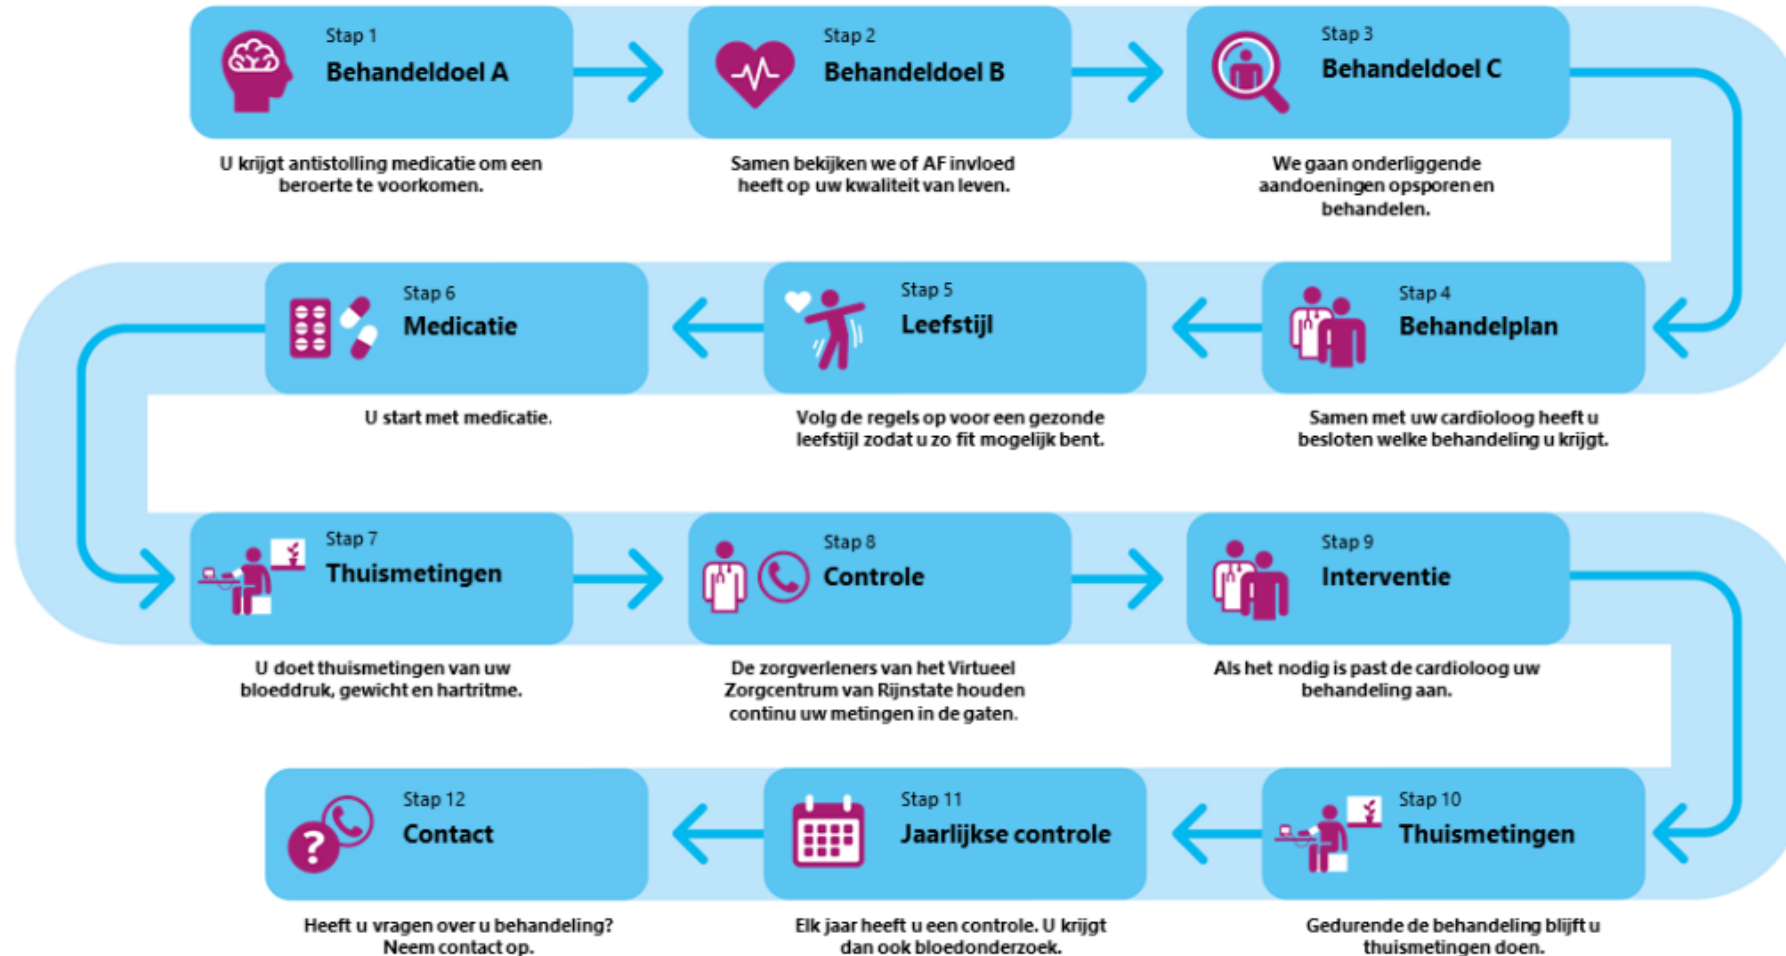 Stap 1
Behandeldoel A
U krijgt antistolling medicatie om een
beroerte te voorkomen.
Stap 2
Behandeldoel B
Samen bekijken we of AF invloed
heeft op uw kwaliteit van leven.
Stap 3
Behandeldoel C
We gaan onderliggende
aandoeningen opsporen en
behandelen.
Stap 4
Behandelplan
Samen met uw cardioloog heeft u
besloten welke behandeling u krijgt.
Stap 5
Leefstijl
Volg de regels op voor een gezonde
leefstijl zodat u zo fit mogelijk bent.
Stap 6
Medicatie
U start met medicatie.
Stap 7
Thuismetingen
U doet thuismetingen van uw
bloeddruk, gewicht en hartritme.
Stap 8
Controle
De zorgverleners van het Virtueel
Zorgcentrum van Rijnstate houden
continu uw metingen in de gaten.
Stap 9
Interventie
Als het nodig is past de cardioloog uw
behandeling aan.
Stap 10
Thuismetingen
Gedurende de behandeling blijft u
thuismetingen doen.
Stap 11
Jaarlijkse controle
Elk jaar heeft u een controle. U krijgt
dan ook bloedonderzoek.
Stap 12
Contact
?
Heeft u vragen over u behandeling?
Neem contact op.